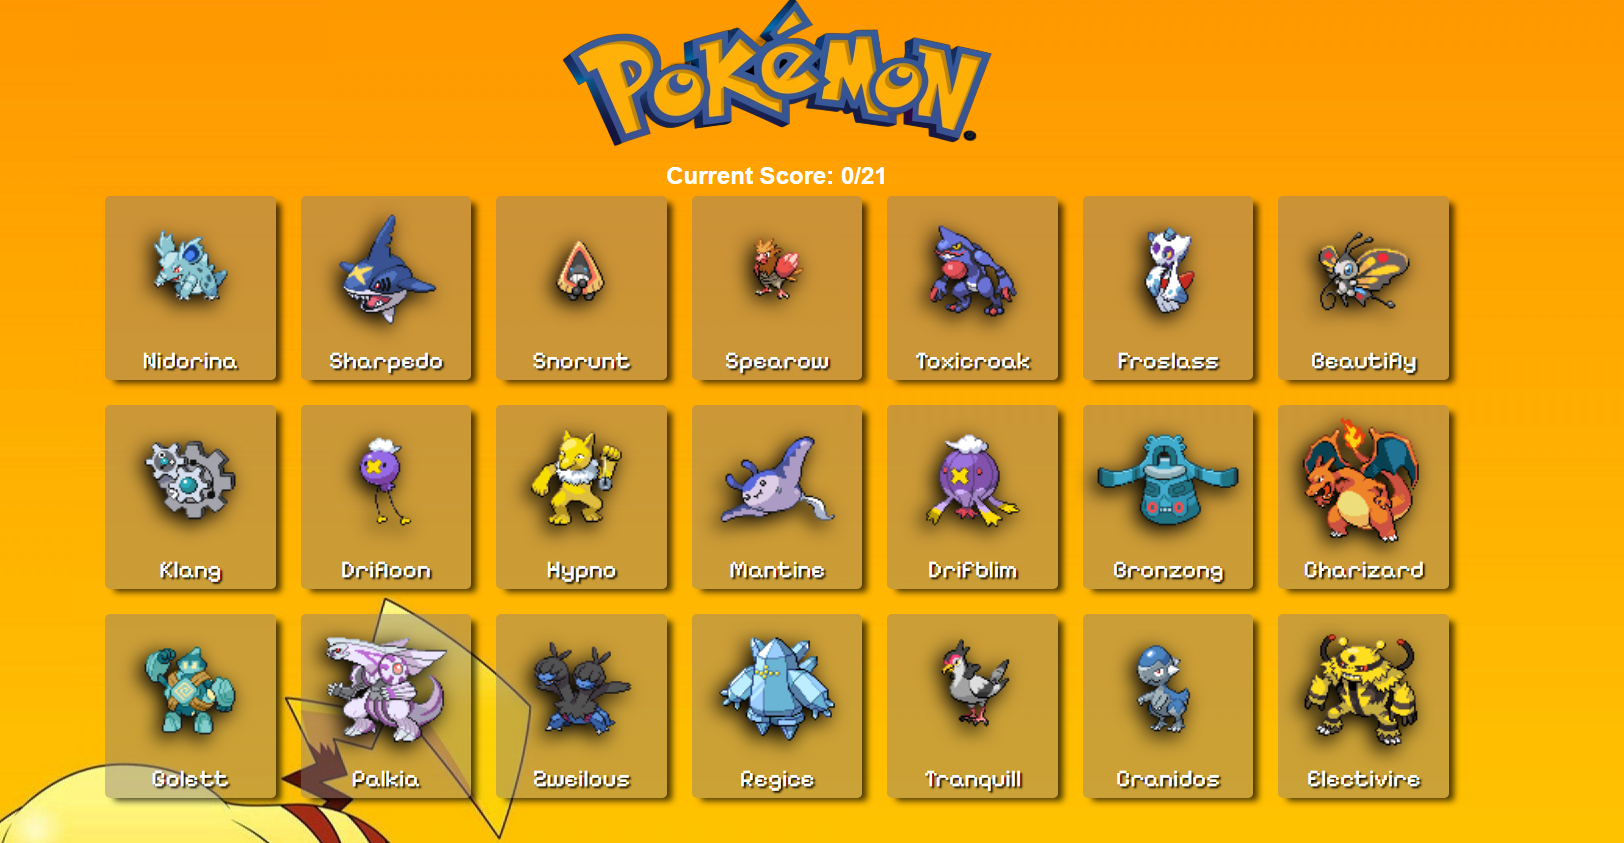 POKéMON
Current Score: 0/21
Nidorina
Sharpedo
Snorunt
Spearow
Toxicroak
Froslass
Beautifly
Klang
Drifloon
Hypno
Mantine
Drifblim
Bronzong
Charizard
Golett
Palkia
Zweilous
Regice
Tranquill
Cranidos
Electivire